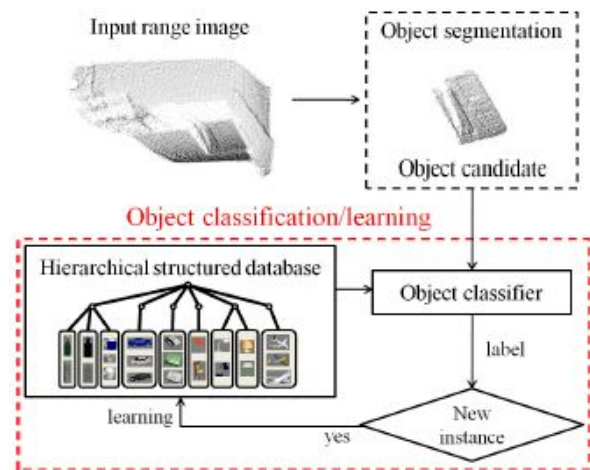 Input range image
Object segmentation
Object candidate
Object classification/learning
Hierarchical structured database
Object classifier
label
learning
yes
New
instance